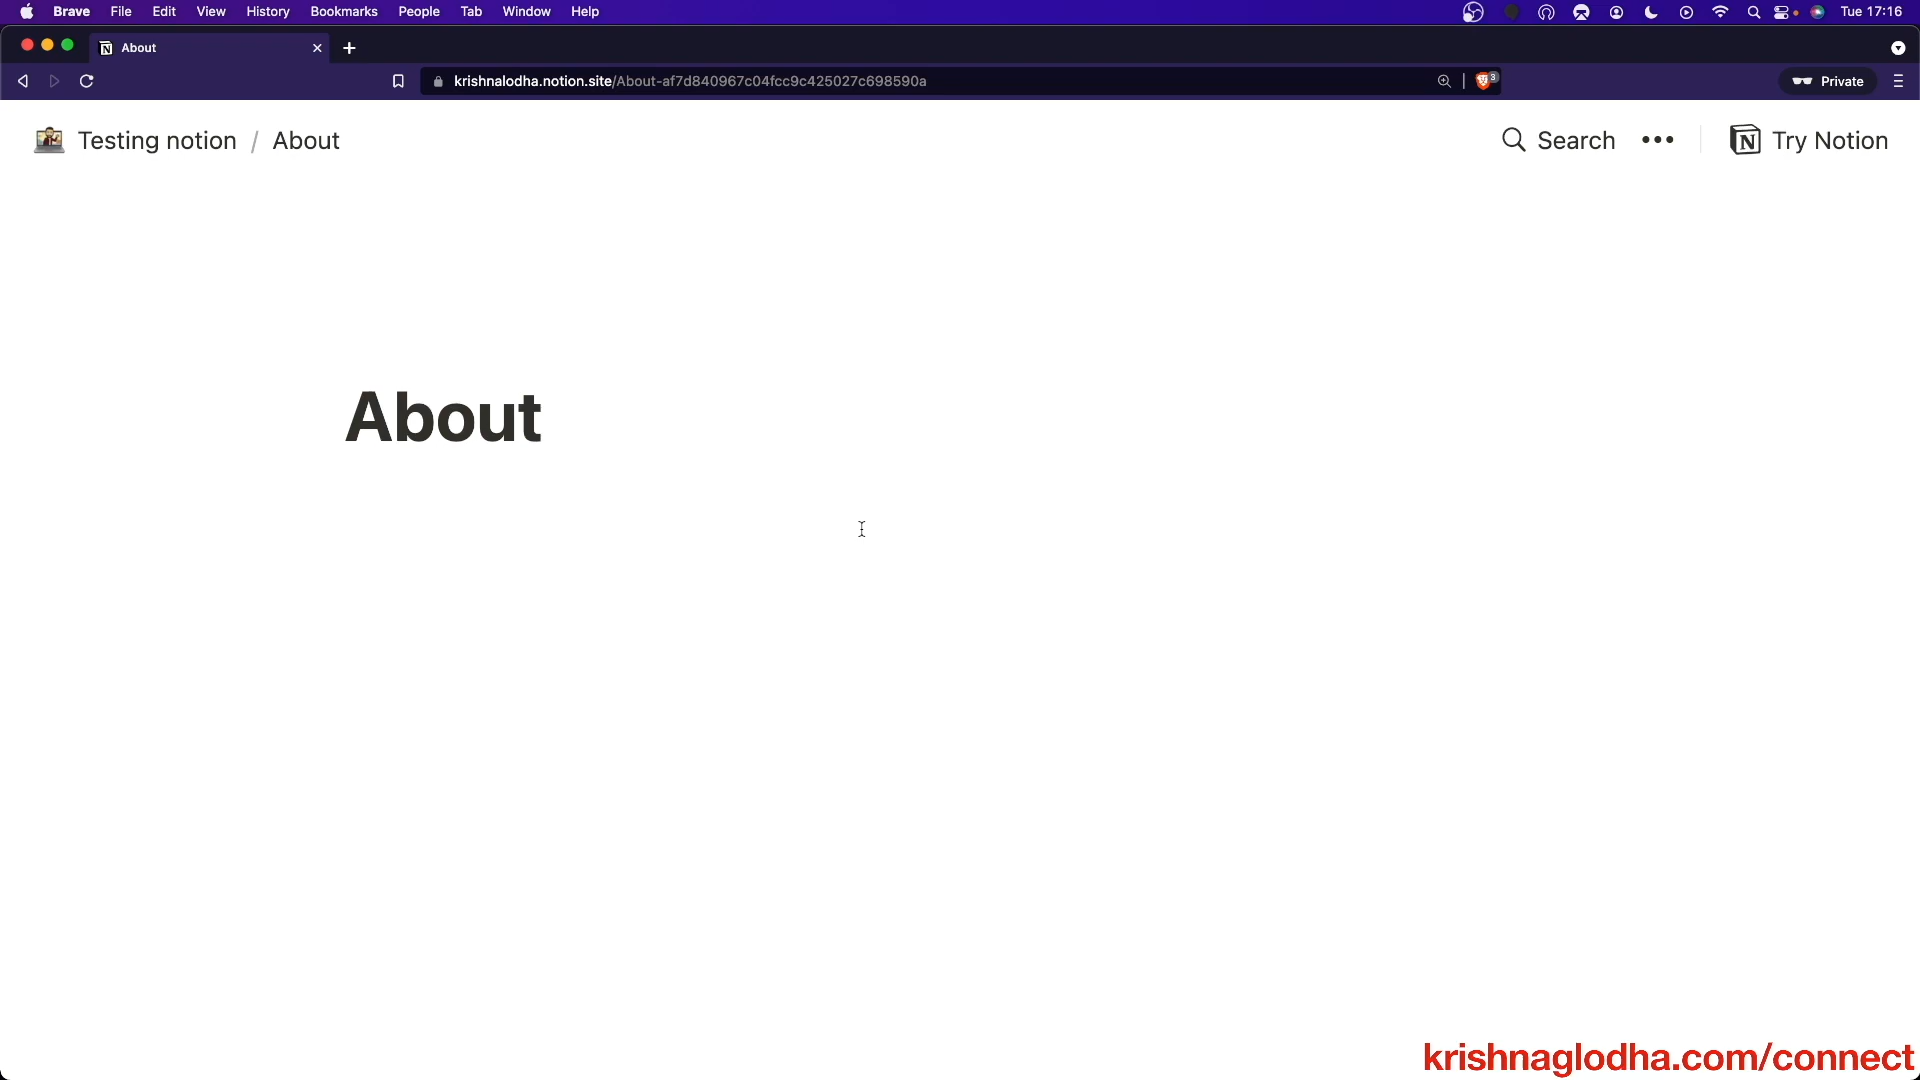 Brave File Edit View History Bookmarks People Tab Window Help Tue 17:16
About
krishnalodha.notion.site/About-af7d840967c04fcc9c425027c698590a 3 Private
Testing notion / About Search ••• Try Notion
About
krishnaglodha.com/connect